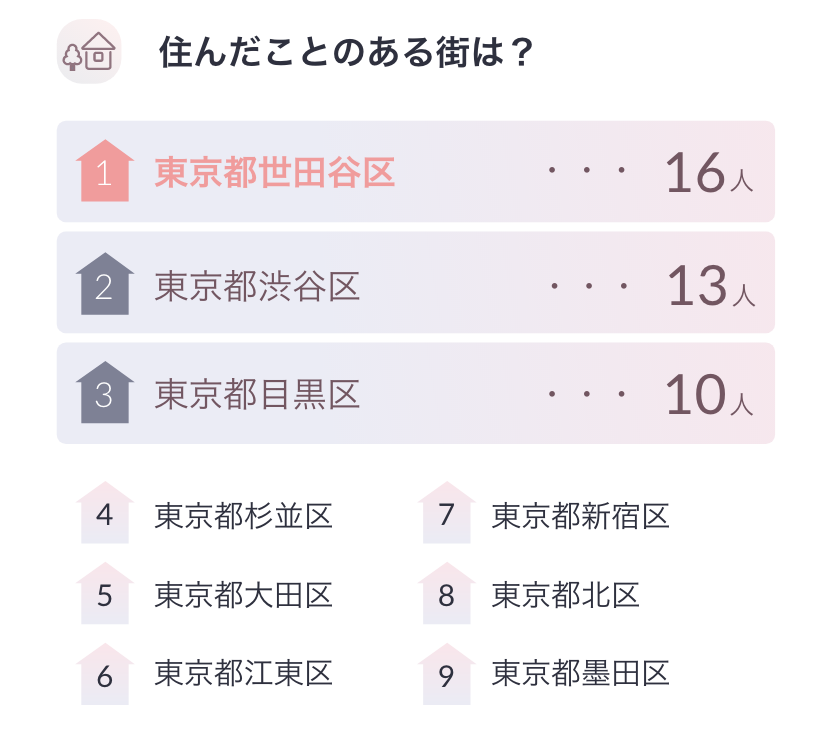 住んだことのある街は？
1 東京都世田谷区 ・・・ 16人
2 東京都渋谷区 ・・・ 13人
3 東京都目黒区 ・・・ 10人
4 東京都杉並区
5 東京都大田区
6 東京都江東区
7 東京都新宿区
8 東京都北区
9 東京都墨田区